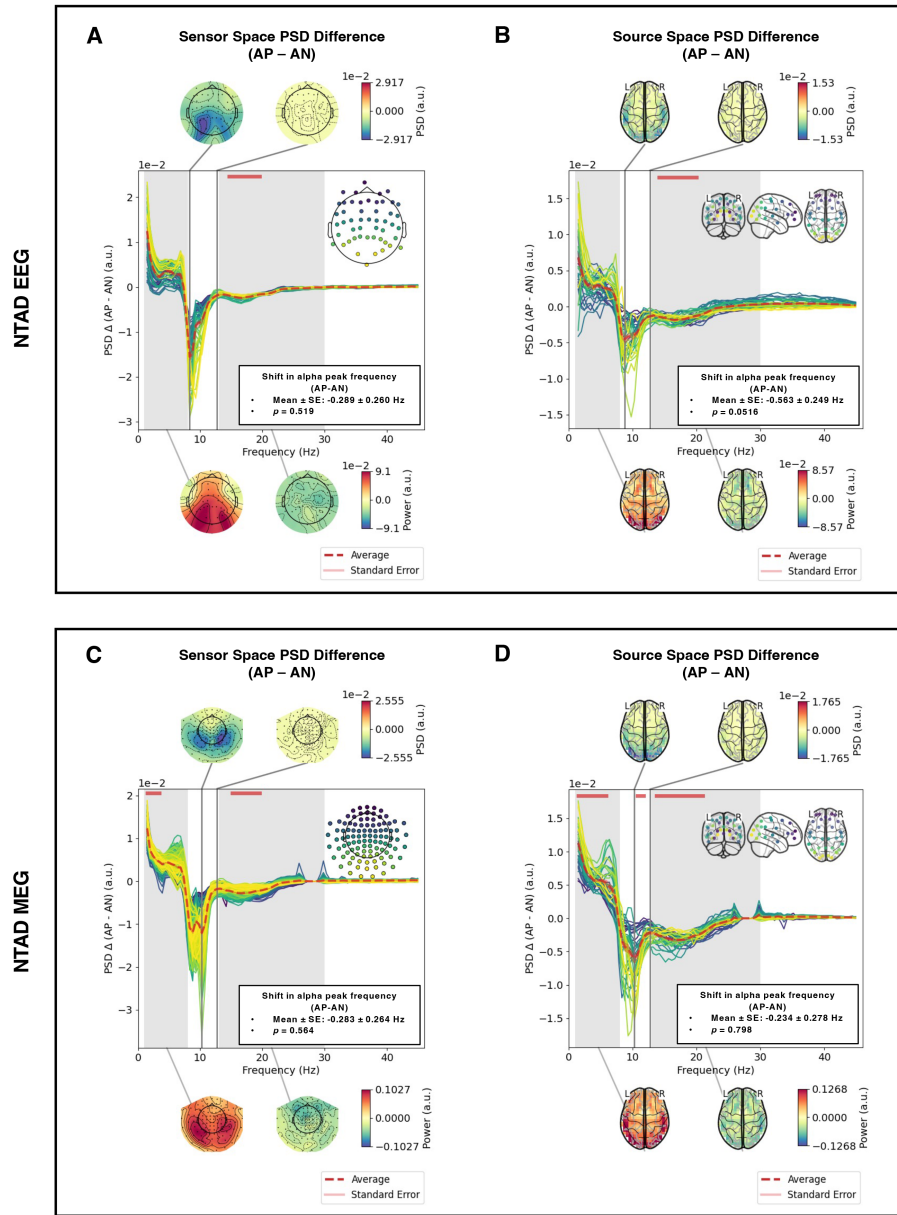 NTAD EEG
A
Sensor Space PSD Difference
(AP – AN)
1e−2
2.917
0.000
−2.917
PSD (a.u.)
1e−2
2
1
0
−1
−2
−3
PSD Δ (AP - AN) (a.u.)
Shift in alpha peak frequency
(AP-AN)
• Mean ± SE: -0.289 ± 0.260 Hz
• p = 0.519
0 10 20 30 40
Frequency (Hz)
1e−2
9.1
0.0
−9.1
Power (a.u.)
Average
Standard Error
B
Source Space PSD Difference
(AP – AN)
L R
L R
1e−2
1.53
0.00
−1.53
PSD (a.u.)
1e−2
1.5
1.0
0.5
0.0
−0.5
−1.0
−1.5
PSD Δ (AP - AN) (a.u.)
L R L R
Shift in alpha peak frequency
(AP-AN)
• Mean ± SE: -0.563 ± 0.249 Hz
• p = 0.0516
0 10 20 30 40
Frequency (Hz)
L R
L R
1e−2
8.57
0.00
−8.57
Power (a.u.)
Average
Standard Error
NTAD MEG
C
Sensor Space PSD Difference
(AP – AN)
1e−2
2.555
0.000
−2.555
PSD (a.u.)
1e−2
2
1
0
−1
−2
−3
PSD Δ (AP - AN) (a.u.)
Shift in alpha peak frequency
(AP-AN)
• Mean ± SE: -0.283 ± 0.264 Hz
• p = 0.564
0 10 20 30 40
Frequency (Hz)
0.1027
0.0000
−0.1027
Power (a.u.)
Average
Standard Error
D
Source Space PSD Difference
(AP – AN)
L R
L R
1e−2
1.765
0.000
−1.765
PSD (a.u.)
1e−2
1.5
1.0
0.5
0.0
−0.5
−1.0
−1.5
PSD Δ (AP - AN) (a.u.)
L R L R
Shift in alpha peak frequency
(AP-AN)
• Mean ± SE: -0.234 ± 0.278 Hz
• p = 0.798
0 10 20 30 40
Frequency (Hz)
L R
L R
0.1268
0.0000
−0.1268
Power (a.u.)
Average
Standard Error